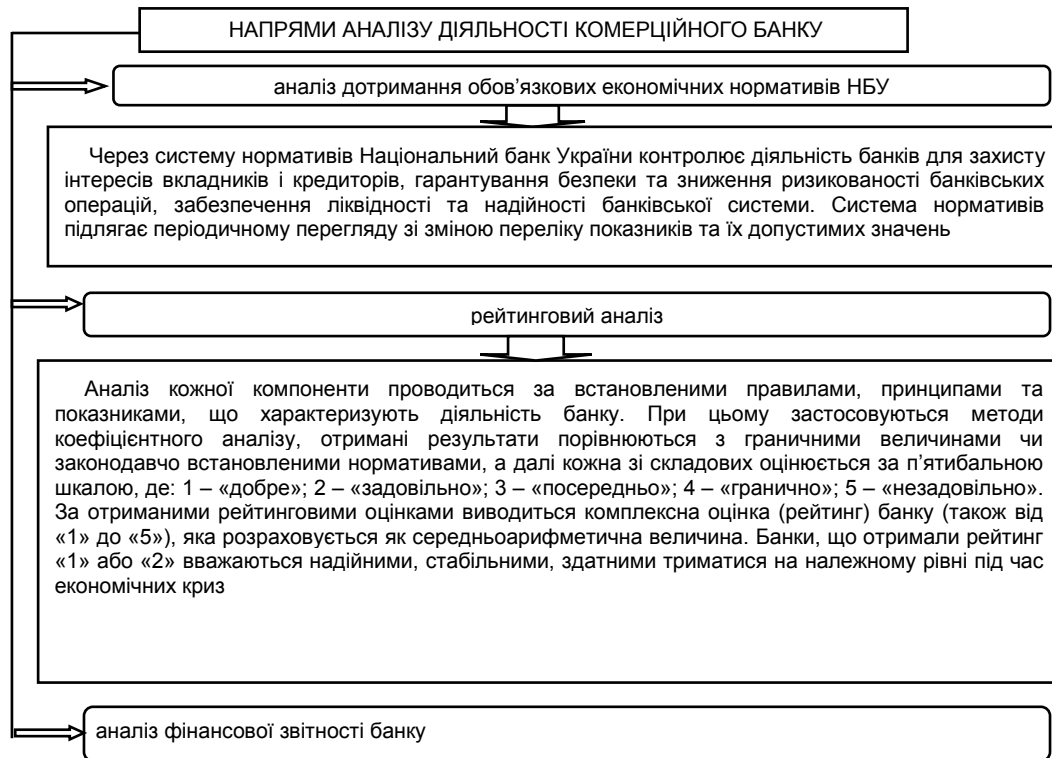 НАПРЯМИ АНАЛІЗУ ДІЯЛЬНОСТІ КОМЕРЦІЙНОГО БАНКУ
аналіз дотримання обов’язкових економічних нормативів НБУ
Через систему нормативів Національний банк України контролює діяльність банків для захисту
інтересів вкладників і кредиторів, гарантування безпеки та зниження ризикованості банківських
операцій, забезпечення ліквідності та надійності банківської системи. Система нормативів
підлягає періодичному перегляду зі зміною переліку показників та їх допустимих значень
рейтинговий аналіз
Аналіз кожної компоненти проводиться за встановленими правилами, принципами та
показниками, що характеризують діяльність банку. При цьому застосовуються методи
коефіцієнтного аналізу, отримані результати порівнюються з граничними величинами чи
законодавчо встановленими нормативами, а далі кожна зі складових оцінюється за п’ятибальною
шкалою, де: 1 – «добре»; 2 – «задовільно»; 3 – «посередньо»; 4 – «гранично»; 5 – «незадовільно».
За отриманими рейтинговими оцінками виводиться комплексна оцінка (рейтинг) банку (також від
«1» до «5»), яка розраховується як середньоарифметична величина. Банки, що отримали рейтинг
«1» або «2» вважаються надійними, стабільними, здатними триматися на належному рівні під час
економічних криз
аналіз фінансової звітності банку